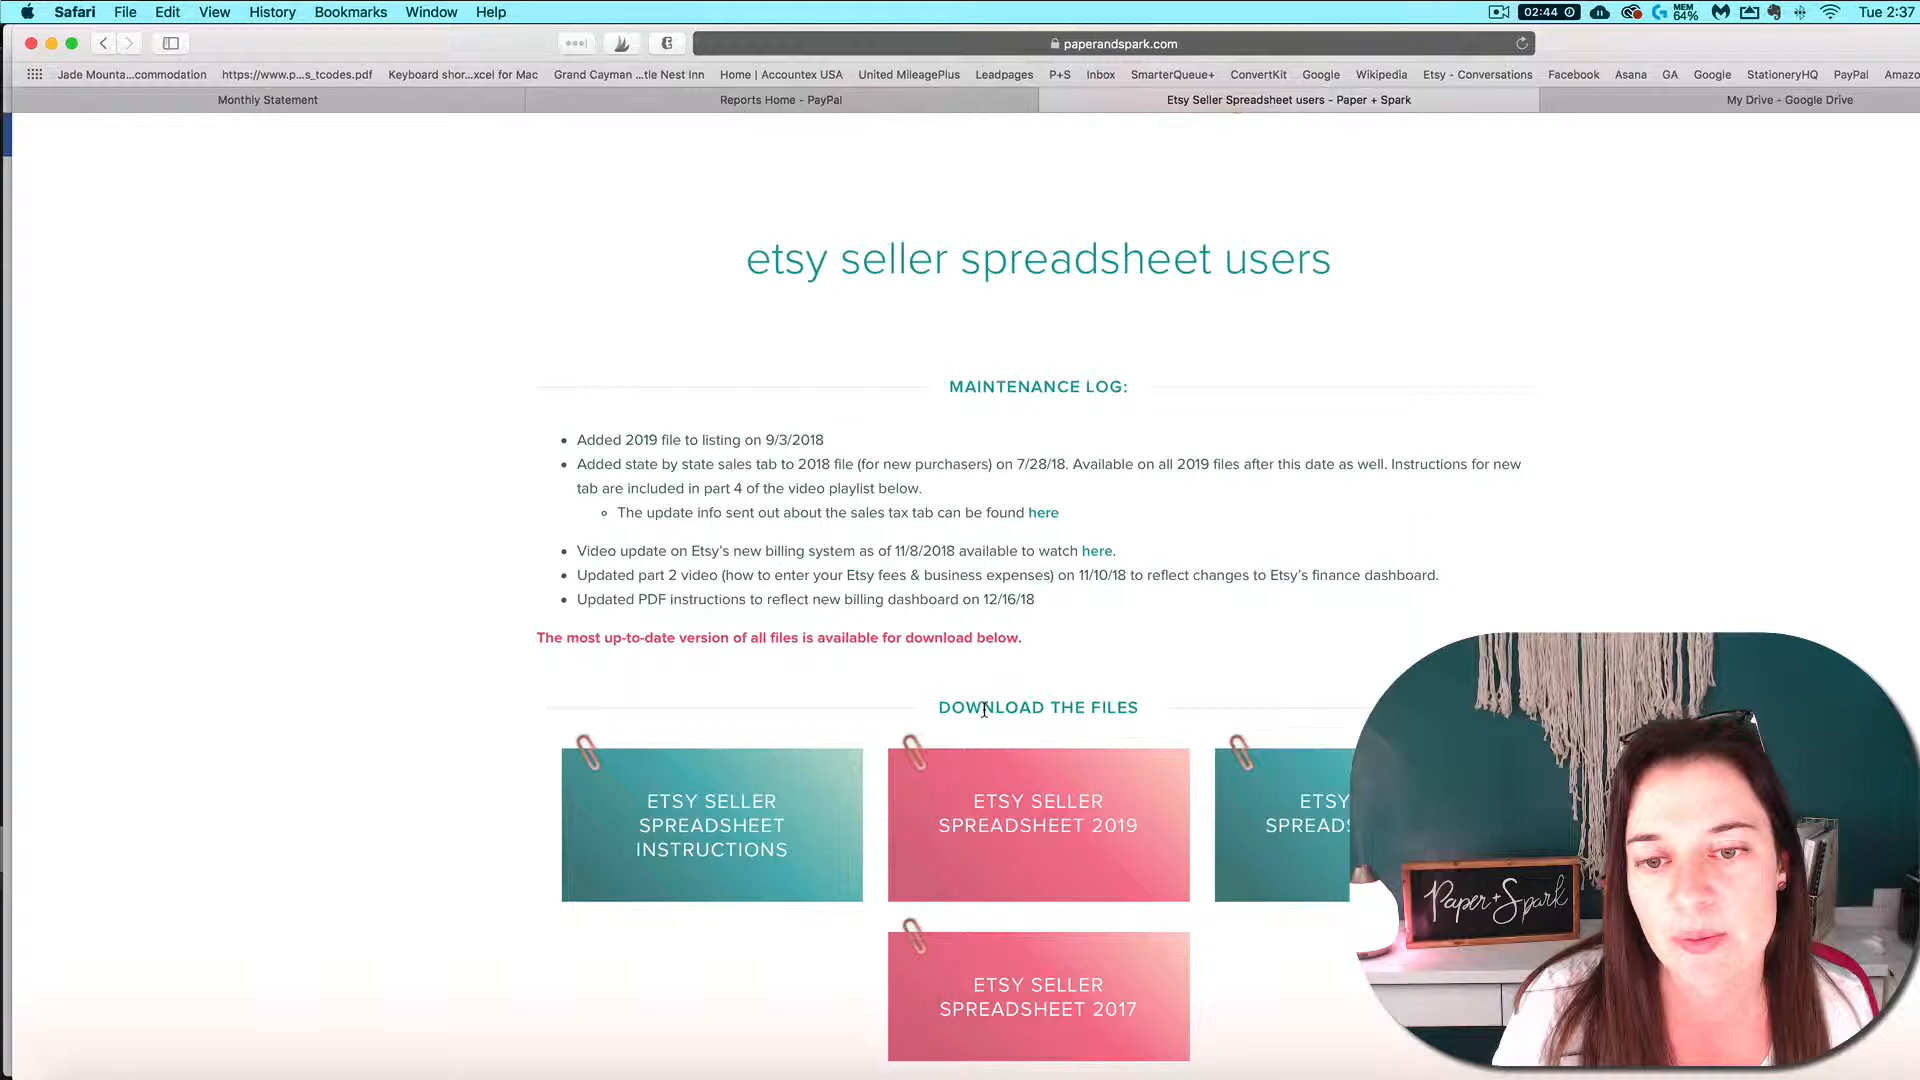 Safari File Edit View History Bookmarks Window Help 02:44 MEM 64% Tue 2:37
paperandspark.com
Jade Mounta...commodation https://www.p...s_tcodes.pdf Keyboard shor...xcel for Mac Grand Cayman ...tle Nest Inn Home | Accountex USA United MileagePlus Leadpages P+S Inbox SmarterQueue+ ConvertKit Google Wikipedia Etsy - Conversations Facebook Asana GA Google StationeryHQ PayPal Amazo
Monthly Statement Reports Home - PayPal Etsy Seller Spreadsheet users - Paper + Spark My Drive - Google Drive
etsy seller spreadsheet users
MAINTENANCE LOG:
• Added 2019 file to listing on 9/3/2018
• Added state by state sales tab to 2018 file (for new purchasers) on 7/28/18. Available on all 2019 files after this date as well. Instructions for new
tab are included in part 4 of the video playlist below.
The update info sent out about the sales tax tab can be found here
• Video update on Etsy's new billing system as of 11/8/2018 available to watch here.
• Updated part 2 video (how to enter your Etsy fees & business expenses) on 11/10/18 to reflect changes to Etsy's finance dashboard.
• Updated PDF instructions to reflect new billing dashboard on 12/16/18
The most up-to-date version of all files is available for download below.
DOWNLOAD THE FILES
ETSY SELLER
SPREADSHEET
INSTRUCTIONS
ETSY SELLER
SPREADSHEET 2019
ETSY
SPREADS
Paper + Spark
ETSY SELLER
SPREADSHEET 2017